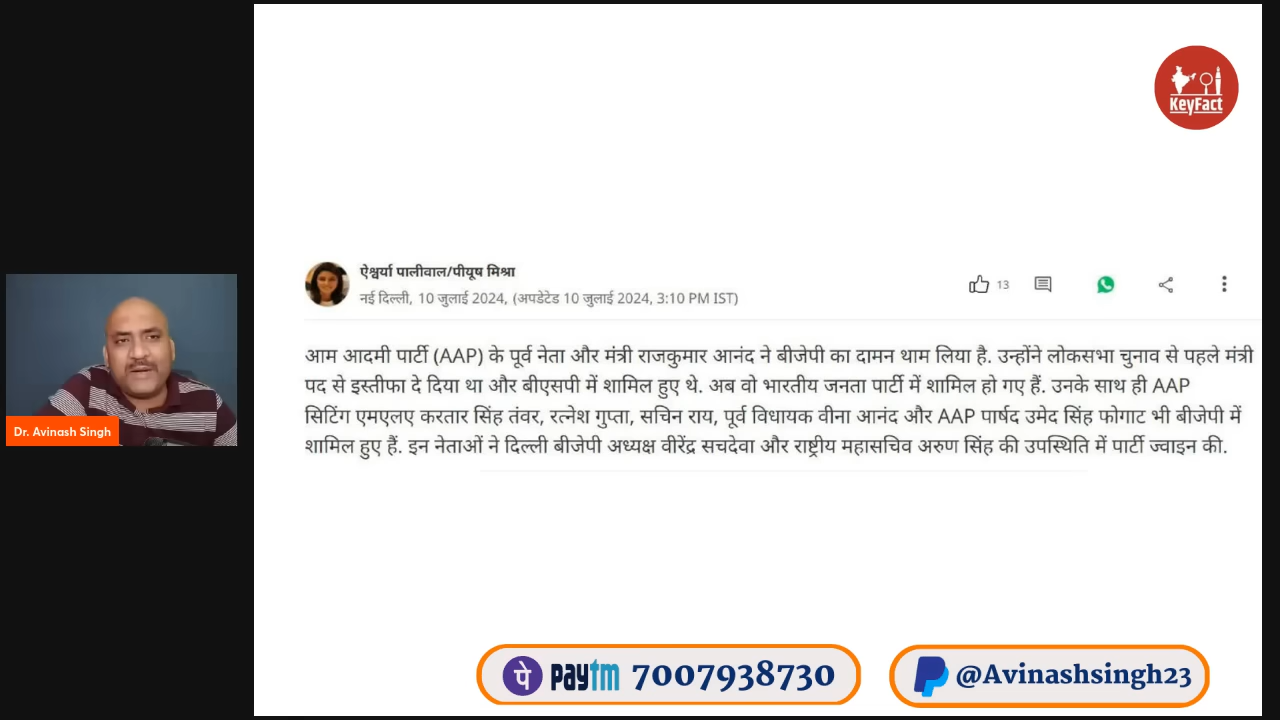 KeyFact
ऐश्वर्या पालीवाल/पीयूष मिश्रा
नई दिल्ली, 10 जुलाई 2024, (अपडेटेड 10 जुलाई 2024, 3:10 PM IST)
13
आम आदमी पार्टी (AAP) के पूर्व नेता और मंत्री राजकुमार आनंद ने बीजेपी का दामन थाम लिया है. उन्होंने लोकसभा चुनाव से पहले मंत्री
पद से इस्तीफा दे दिया था और बीएसपी में शामिल हुए थे. अब वो भारतीय जनता पार्टी में शामिल हो गए हैं. उनके साथ ही AAP
सिटिंग एमएलए करतार सिंह तंवर, रत्नेश गुप्ता, सचिन राय, पूर्व विधायक वीना आनंद और AAP पार्षद उमेद सिंह फोगाट भी बीजेपी में
शामिल हुए हैं. इन नेताओं ने दिल्ली बीजेपी अध्यक्ष वीरेंद्र सचदेवा और राष्ट्रीय महासचिव अरुण सिंह की उपस्थिति में पार्टी ज्वाइन की.
Dr. Avinash Singh
पे paytm 7007938730
@Avinashsingh23